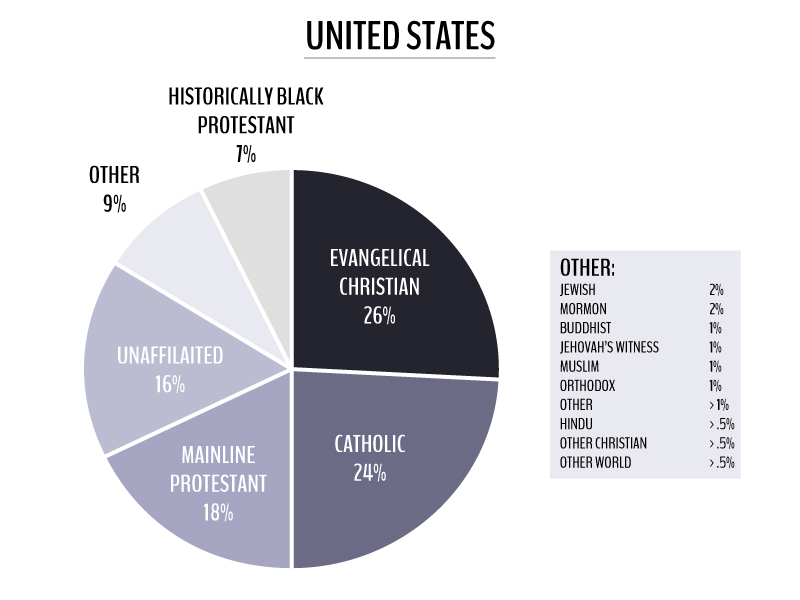 UNITED STATES
HISTORICALLY BLACK
PROTESTANT
7%
OTHER
9%
EVANGELICAL
CHRISTIAN
26%
UNAFFILAITED
16%
CATHOLIC
24%
MAINLINE
PROTESTANT
18%
OTHER:
JEWISH 2%
MORMON 2%
BUDDHIST 1%
JEHOVAH'S WITNESS 1%
MUSLIM 1%
ORTHODOX 1%
OTHER >1%
HINDU >.5%
OTHER CHRISTIAN >.5%
OTHER WORLD >.5%